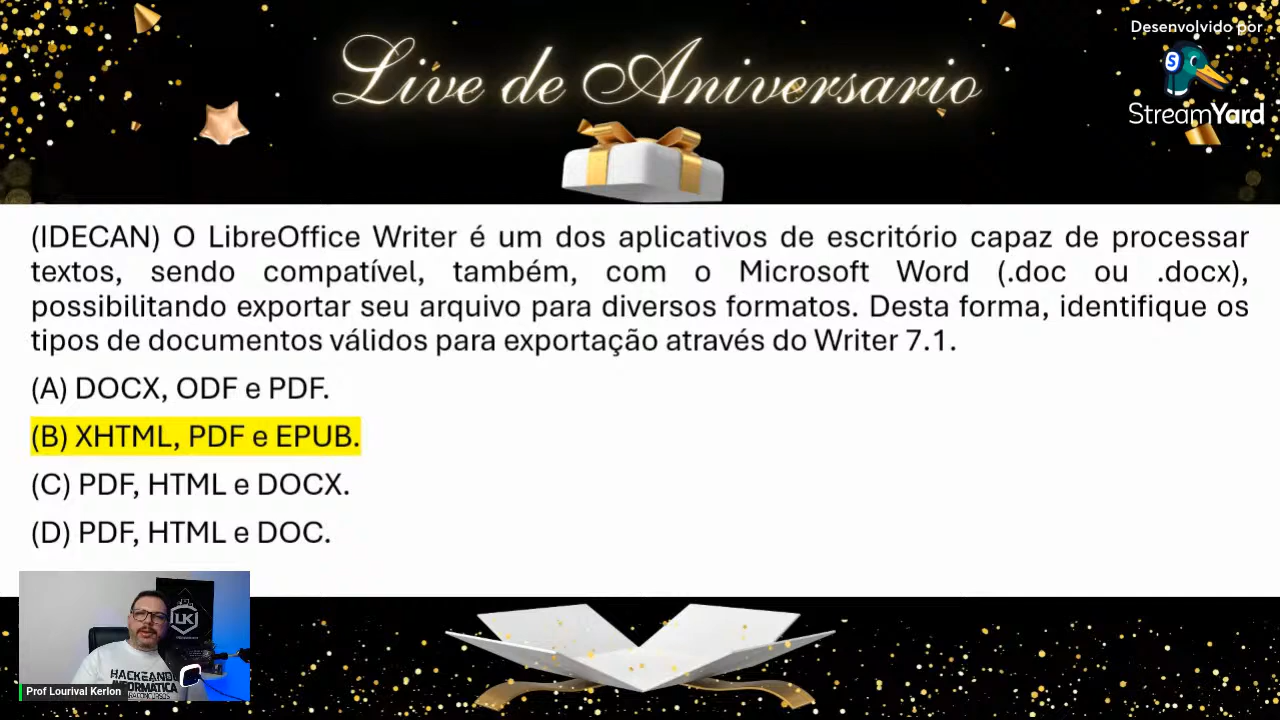 Desenvolvido por
Live de Aniversario
StreamYard
(IDECAN) O LibreOffice Writer é um dos aplicativos de escritório capaz de processar
textos, sendo compatível, também, com o Microsoft Word (.doc ou .docx),
possibilitando exportar seu arquivo para diversos formatos. Desta forma, identifique os
tipos de documentos válidos para exportação através do Writer 7.1.
(A) DOCX, ODF e PDF.
(B) XHTML, PDF e EPUB.
(C) PDF, HTML e DOCX.
(D) PDF, HTML e DOC.
LK
HACKEANDO
INFORMÁTICA
Prof Lourival Kerlon